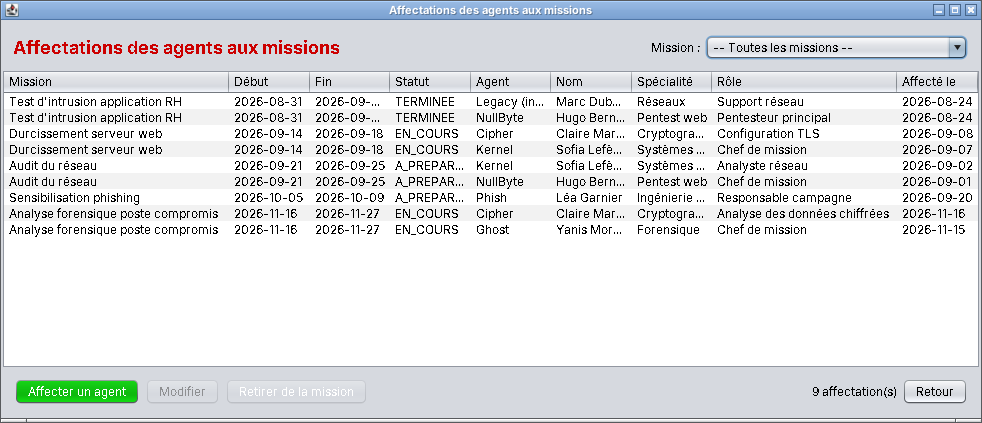 Affectations des agents aux missions
Affectations des agents aux missions
Mission : -- Toutes les missions --
Mission Début Fin Statut Agent Nom Spécialité Rôle Affecté le
Test d'intrusion application RH 2026-08-31 2026-09-... TERMINEE Legacy (in... Marc Dub... Réseaux Support réseau 2026-08-24
Test d'intrusion application RH 2026-08-31 2026-09-... TERMINEE NullByte Hugo Bern... Pentest web Pentesteur principal 2026-08-24
Durcissement serveur web 2026-09-14 2026-09-18 EN_COURS Cipher Claire Mar... Cryptogra... Configuration TLS 2026-09-08
Durcissement serveur web 2026-09-14 2026-09-18 EN_COURS Kernel Sofia Lefè... Systèmes ... Chef de mission 2026-09-07
Audit du réseau 2026-09-21 2026-09-25 A_PREPAR... Kernel Sofia Lefè... Systèmes ... Analyste réseau 2026-09-02
Audit du réseau 2026-09-21 2026-09-25 A_PREPAR... NullByte Hugo Bern... Pentest web Chef de mission 2026-09-01
Sensibilisation phishing 2026-10-05 2026-10-09 A_PREPAR... Phish Léa Garnier Ingénierie ... Responsable campagne 2026-09-20
Analyse forensique poste compromis 2026-11-16 2026-11-27 EN_COURS Cipher Claire Mar... Cryptogra... Analyse des données chiffrées 2026-11-16
Analyse forensique poste compromis 2026-11-16 2026-11-27 EN_COURS Ghost Yanis Mor... Forensique Chef de mission 2026-11-15
Affecter un agent Modifier Retirer de la mission 9 affectation(s) Retour